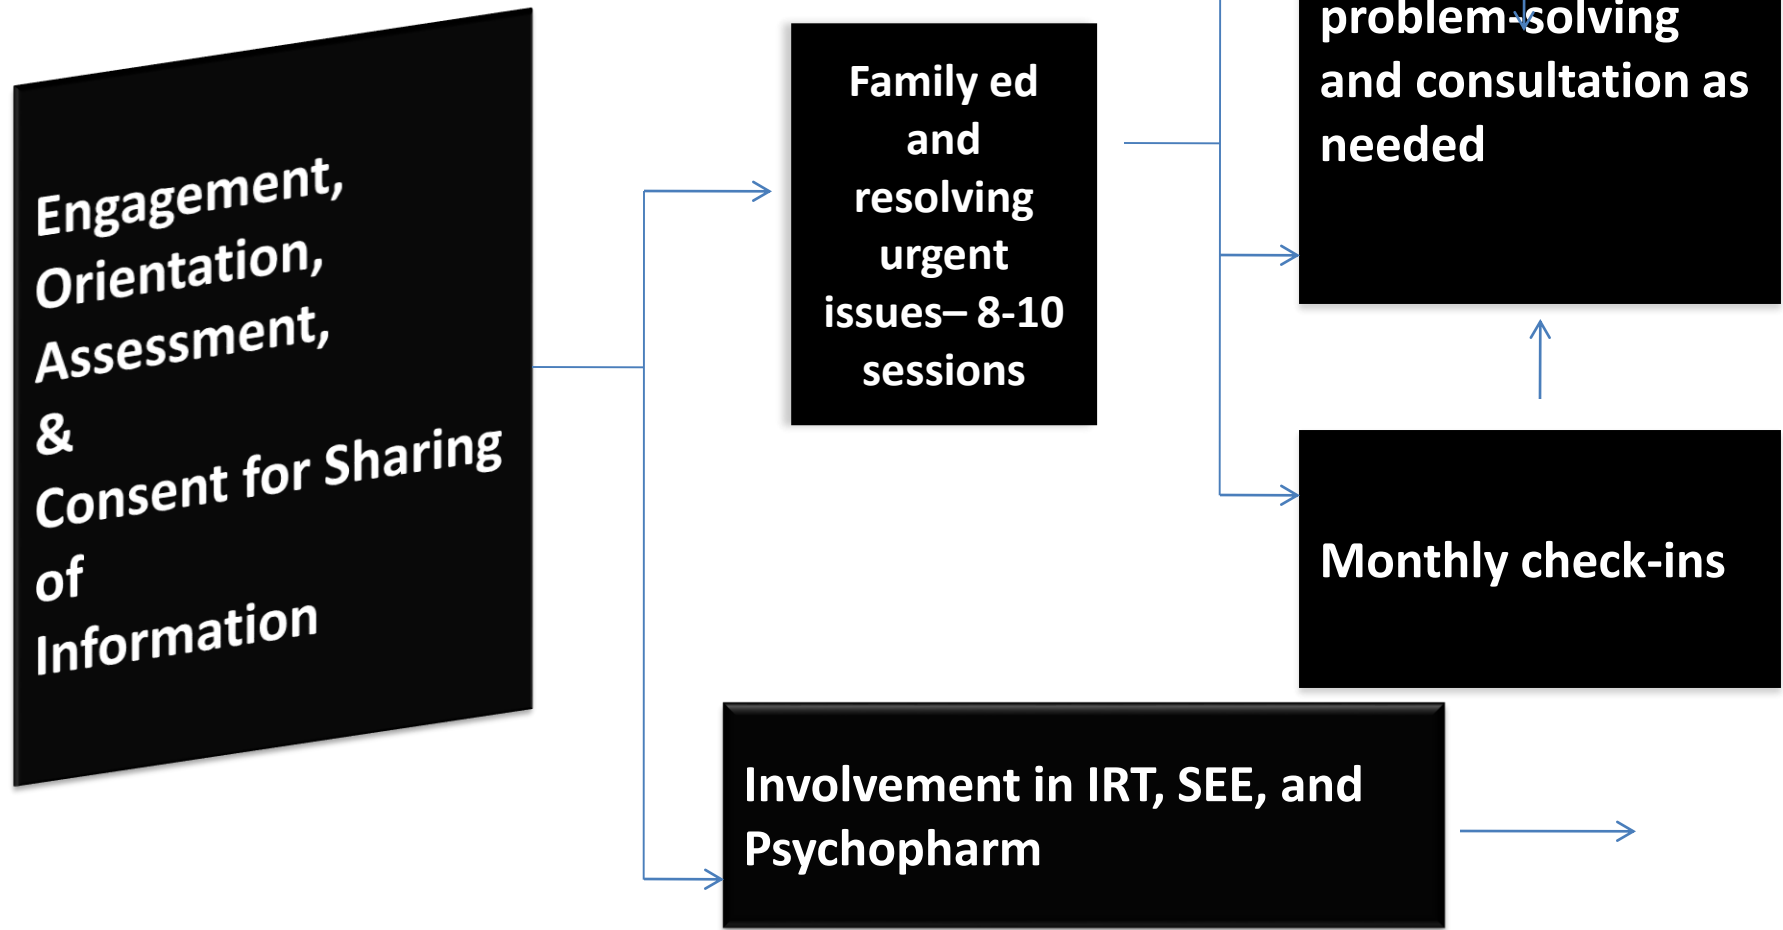 Engagement,
Orientation,
Assessment,
&
Consent for Sharing
of
Information
Family ed
and
resolving
urgent
issues– 8-10
sessions
problem-solving
and consultation as
needed
Monthly check-ins
Involvement in IRT, SEE, and
Psychopharm